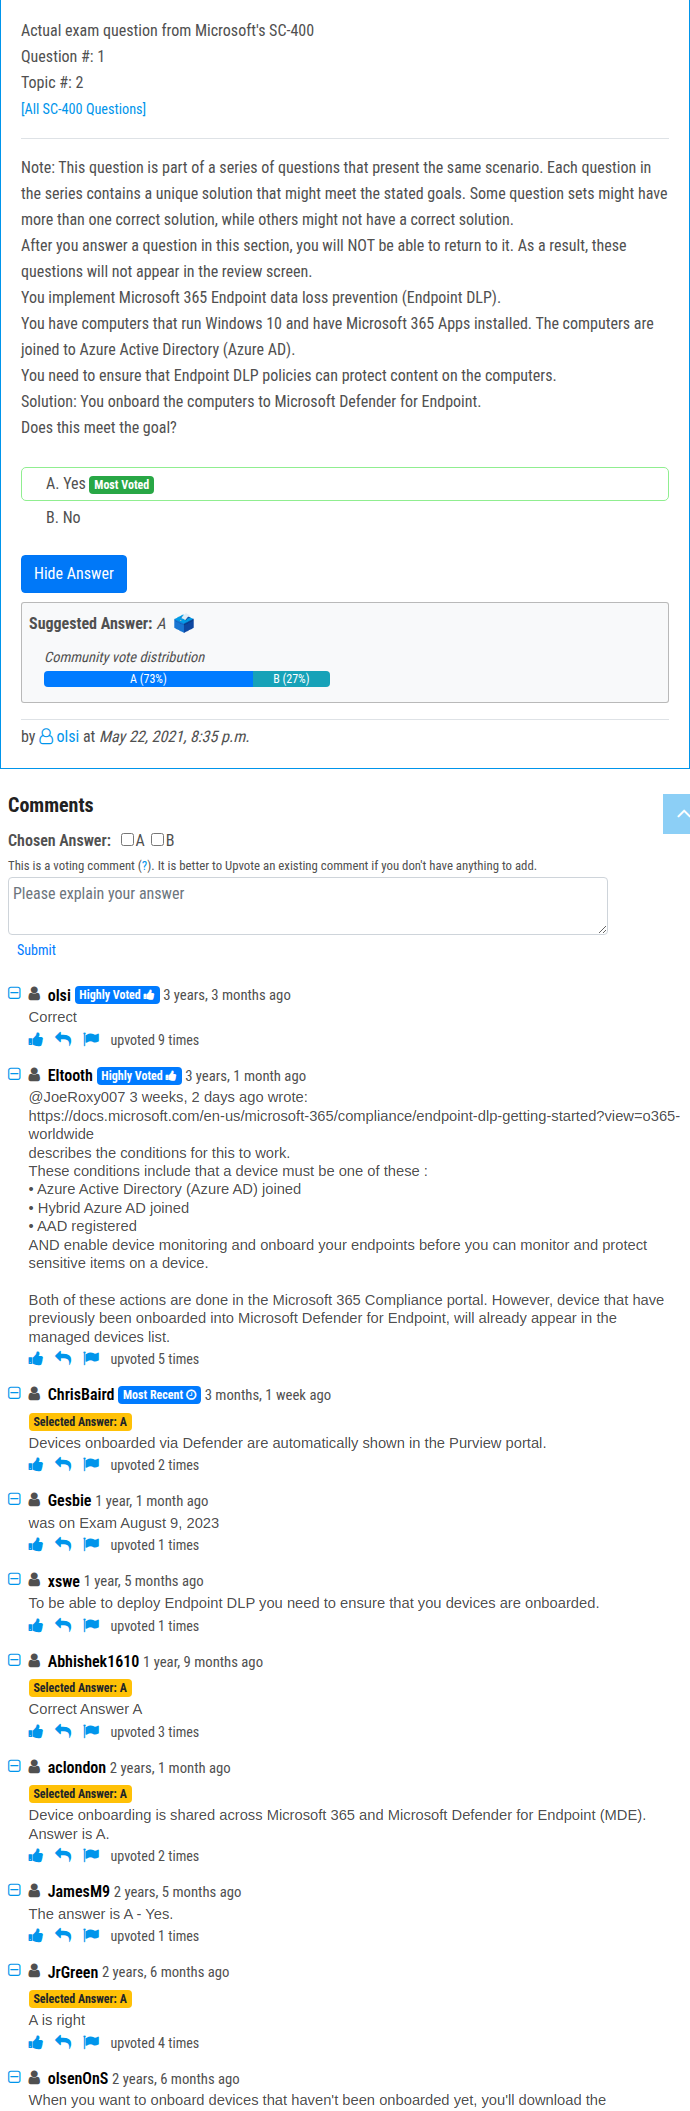 Actual exam question from Microsoft's SC-400
Question #: 1
Topic #: 2
[All SC-400 Questions]
Note: This question is part of a series of questions that present the same scenario. Each question in
the series contains a unique solution that might meet the stated goals. Some question sets might have
more than one correct solution, while others might not have a correct solution.
After you answer a question in this section, you will NOT be able to return to it. As a result, these
questions will not appear in the review screen.
You implement Microsoft 365 Endpoint data loss prevention (Endpoint DLP).
You have computers that run Windows 10 and have Microsoft 365 Apps installed. The computers are
joined to Azure Active Directory (Azure AD).
You need to ensure that Endpoint DLP policies can protect content on the computers.
Solution: You onboard the computers to Microsoft Defender for Endpoint.
Does this meet the goal?
A. Yes Most Voted
B. No
Hide Answer
Suggested Answer: A
Community vote distribution
A (73%) B (27%)
by olsi at May 22, 2021, 8:35 p.m.
Comments
Chosen Answer: A B
This is a voting comment (?). It is better to Upvote an existing comment if you don't have anything to add.
Please explain your answer
Submit
olsi Highly Voted 3 years, 3 months ago
Correct
upvoted 9 times
Eltooth Highly Voted 3 years, 1 month ago
@JoeRoxy007 3 weeks, 2 days ago wrote:
https://docs.microsoft.com/en-us/microsoft-365/compliance/endpoint-dlp-getting-started?view=o365-
worldwide
describes the conditions for this to work.
These conditions include that a device must be one of these :
• Azure Active Directory (Azure AD) joined
• Hybrid Azure AD joined
• AAD registered
AND enable device monitoring and onboard your endpoints before you can monitor and protect
sensitive items on a device.
Both of these actions are done in the Microsoft 365 Compliance portal. However, device that have
previously been onboarded into Microsoft Defender for Endpoint, will already appear in the
managed devices list.
upvoted 5 times
ChrisBaird Most Recent 3 months, 1 week ago
Selected Answer: A
Devices onboarded via Defender are automatically shown in the Purview portal.
upvoted 2 times
Gesbie 1 year, 1 month ago
was on Exam August 9, 2023
upvoted 1 times
xswe 1 year, 5 months ago
To be able to deploy Endpoint DLP you need to ensure that you devices are onboarded.
upvoted 1 times
Abhishek1610 1 year, 9 months ago
Selected Answer: A
Correct Answer A
upvoted 3 times
aclondon 2 years, 1 month ago
Selected Answer: A
Device onboarding is shared across Microsoft 365 and Microsoft Defender for Endpoint (MDE).
Answer is A.
upvoted 2 times
JamesM9 2 years, 5 months ago
The answer is A - Yes.
upvoted 1 times
JrGreen 2 years, 6 months ago
Selected Answer: A
A is right
upvoted 4 times
olsenOnS 2 years, 6 months ago
When you want to onboard devices that haven't been onboarded yet, you'll download the